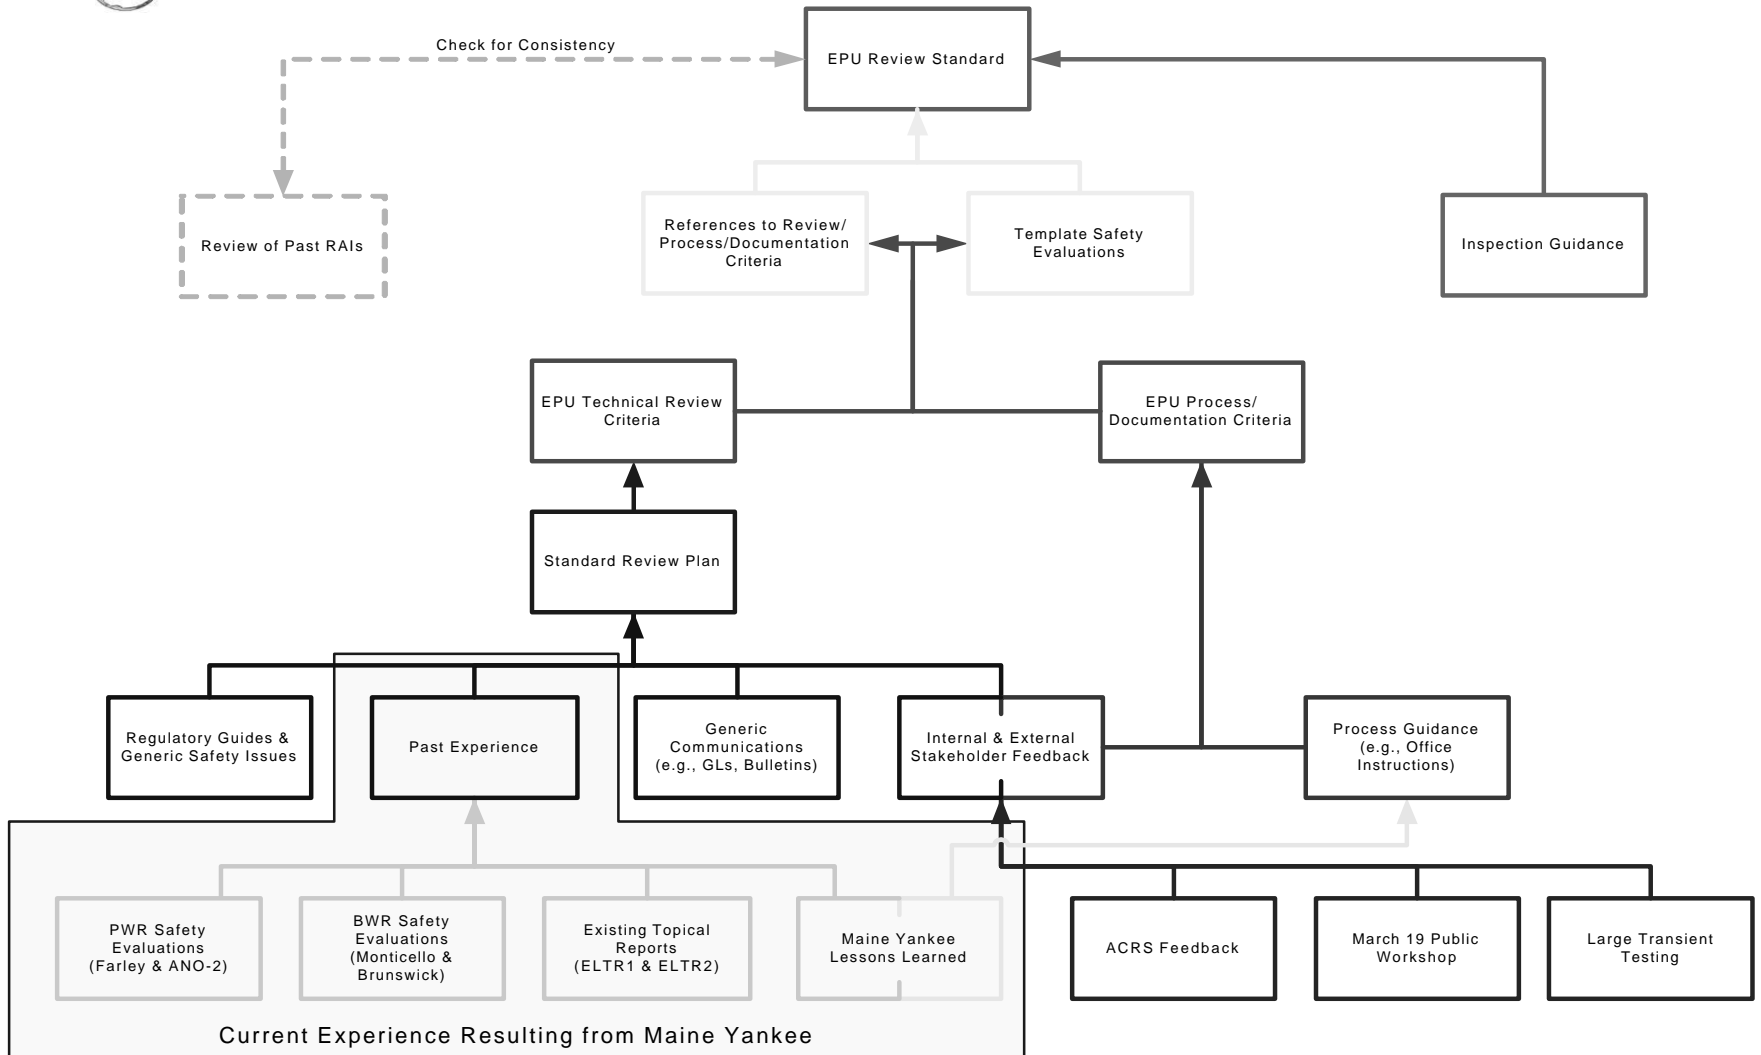 Check for Consistency
EPU Review Standard
Review of Past RAIs
References to Review/
Process/Documentation
Criteria
Template Safety
Evaluations
Inspection Guidance
EPU Technical Review
Criteria
EPU Process/
Documentation Criteria
Standard Review Plan
Regulatory Guides &
Generic Safety Issues
Past Experience
Generic
Communications
(e.g., GLs, Bulletins)
Internal & External
Stakeholder Feedback
Process Guidance
(e.g., Office
Instructions)
PWR Safety
Evaluations
(Farley & ANO-2)
BWR Safety
Evaluations
(Monticello &
Brunswick)
Existing Topical
Reports
(ELTR1 & ELTR2)
Maine Yankee
Lessons Learned
ACRS Feedback
March 19 Public
Workshop
Large Transient
Testing
Current Experience Resulting from Maine Yankee